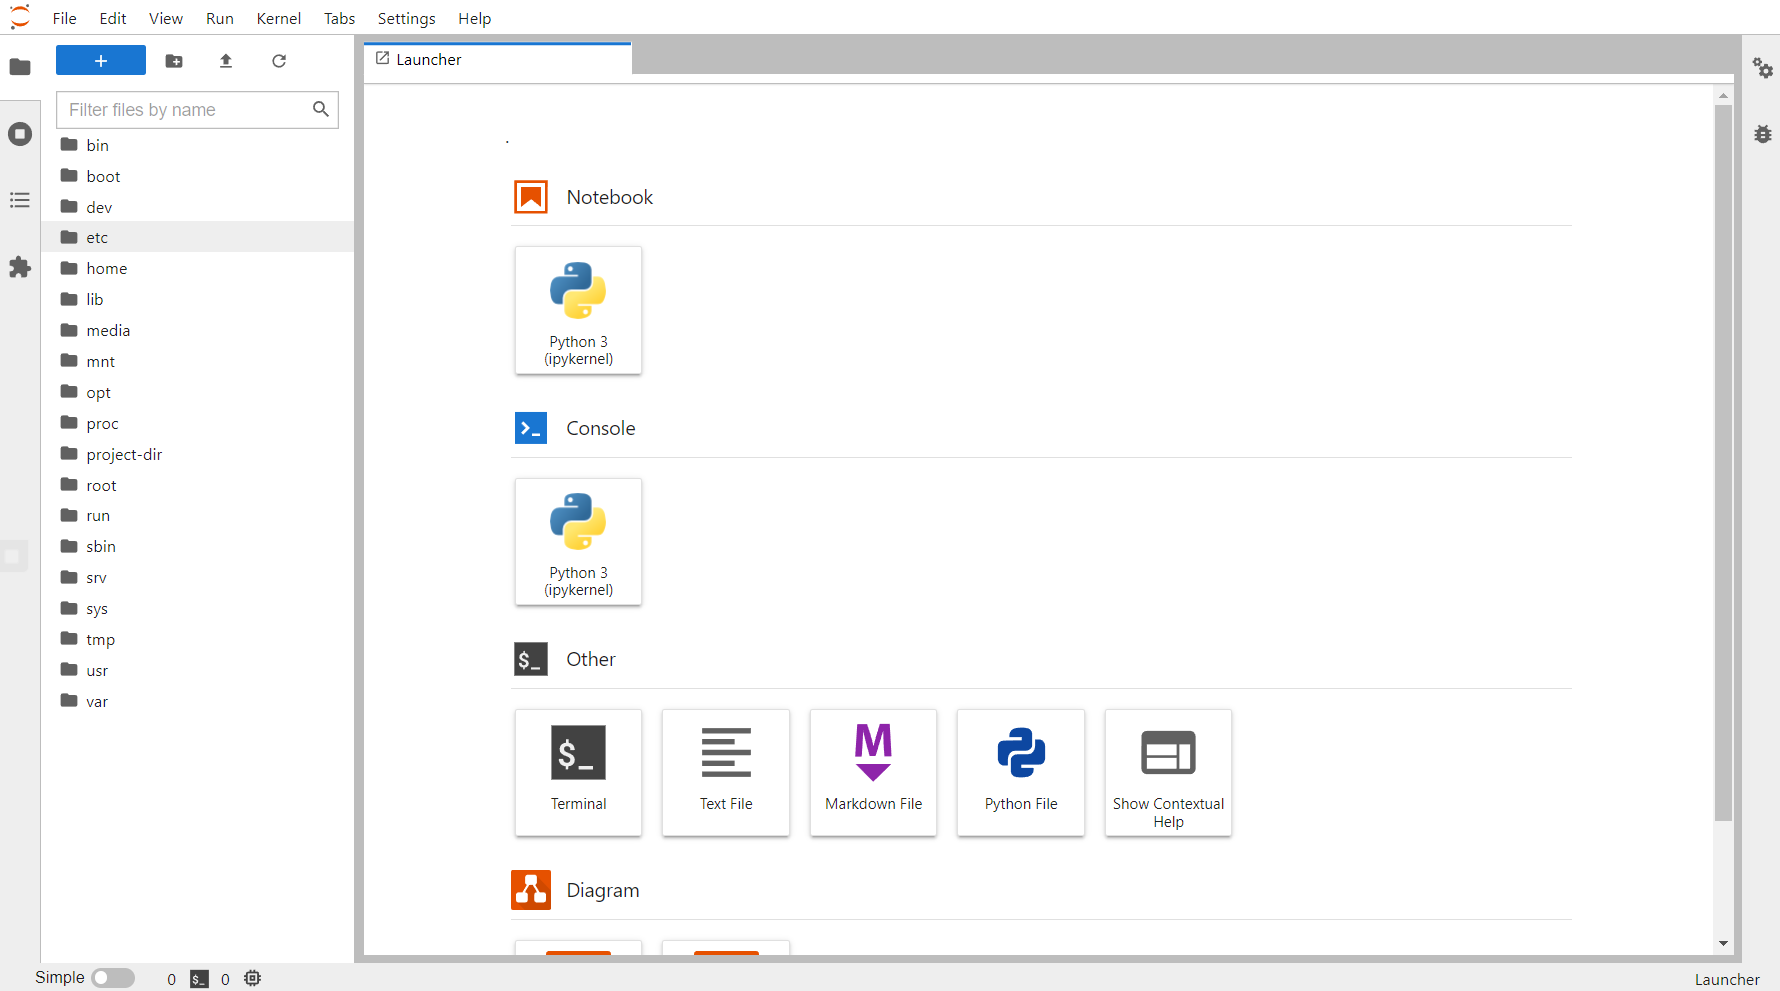 File Edit View Run Kernel Tabs Settings Help
+
Launcher
Filter files by name
bin
boot
dev
etc
home
lib
media
mnt
opt
proc
project-dir
root
run
sbin
srv
sys
tmp
usr
var
.
Notebook
Python 3
(ipykernel)
Console
Python 3
(ipykernel)
$_ Other
$_
Terminal
Text File
M
Markdown File
Python File
Show Contextual
Help
Diagram
Simple 0 $_ 0
Launcher